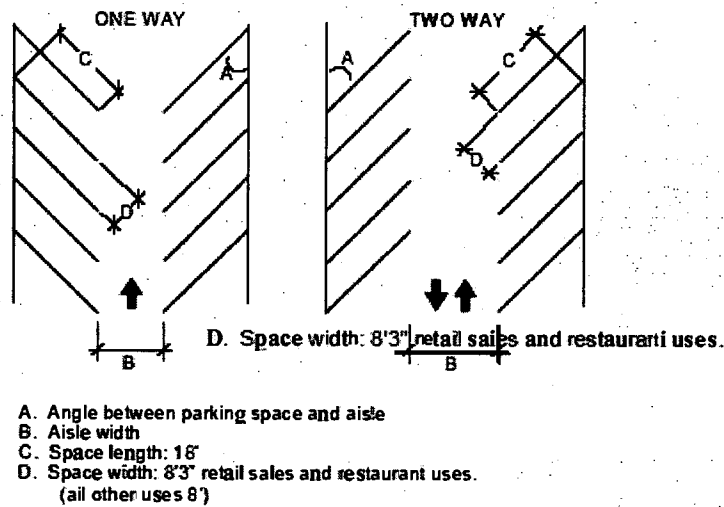 ONE WAY
TWO WAY
C
A
A
C
D
D
D. Space width: 8'3" retail sales and restaurant uses.
B
B
A. Angle between parking space and aisle
B. Aisle width
C. Space length: 18'
D. Space width: 8'3" retail sales and restaurant uses.
(all other uses 8')